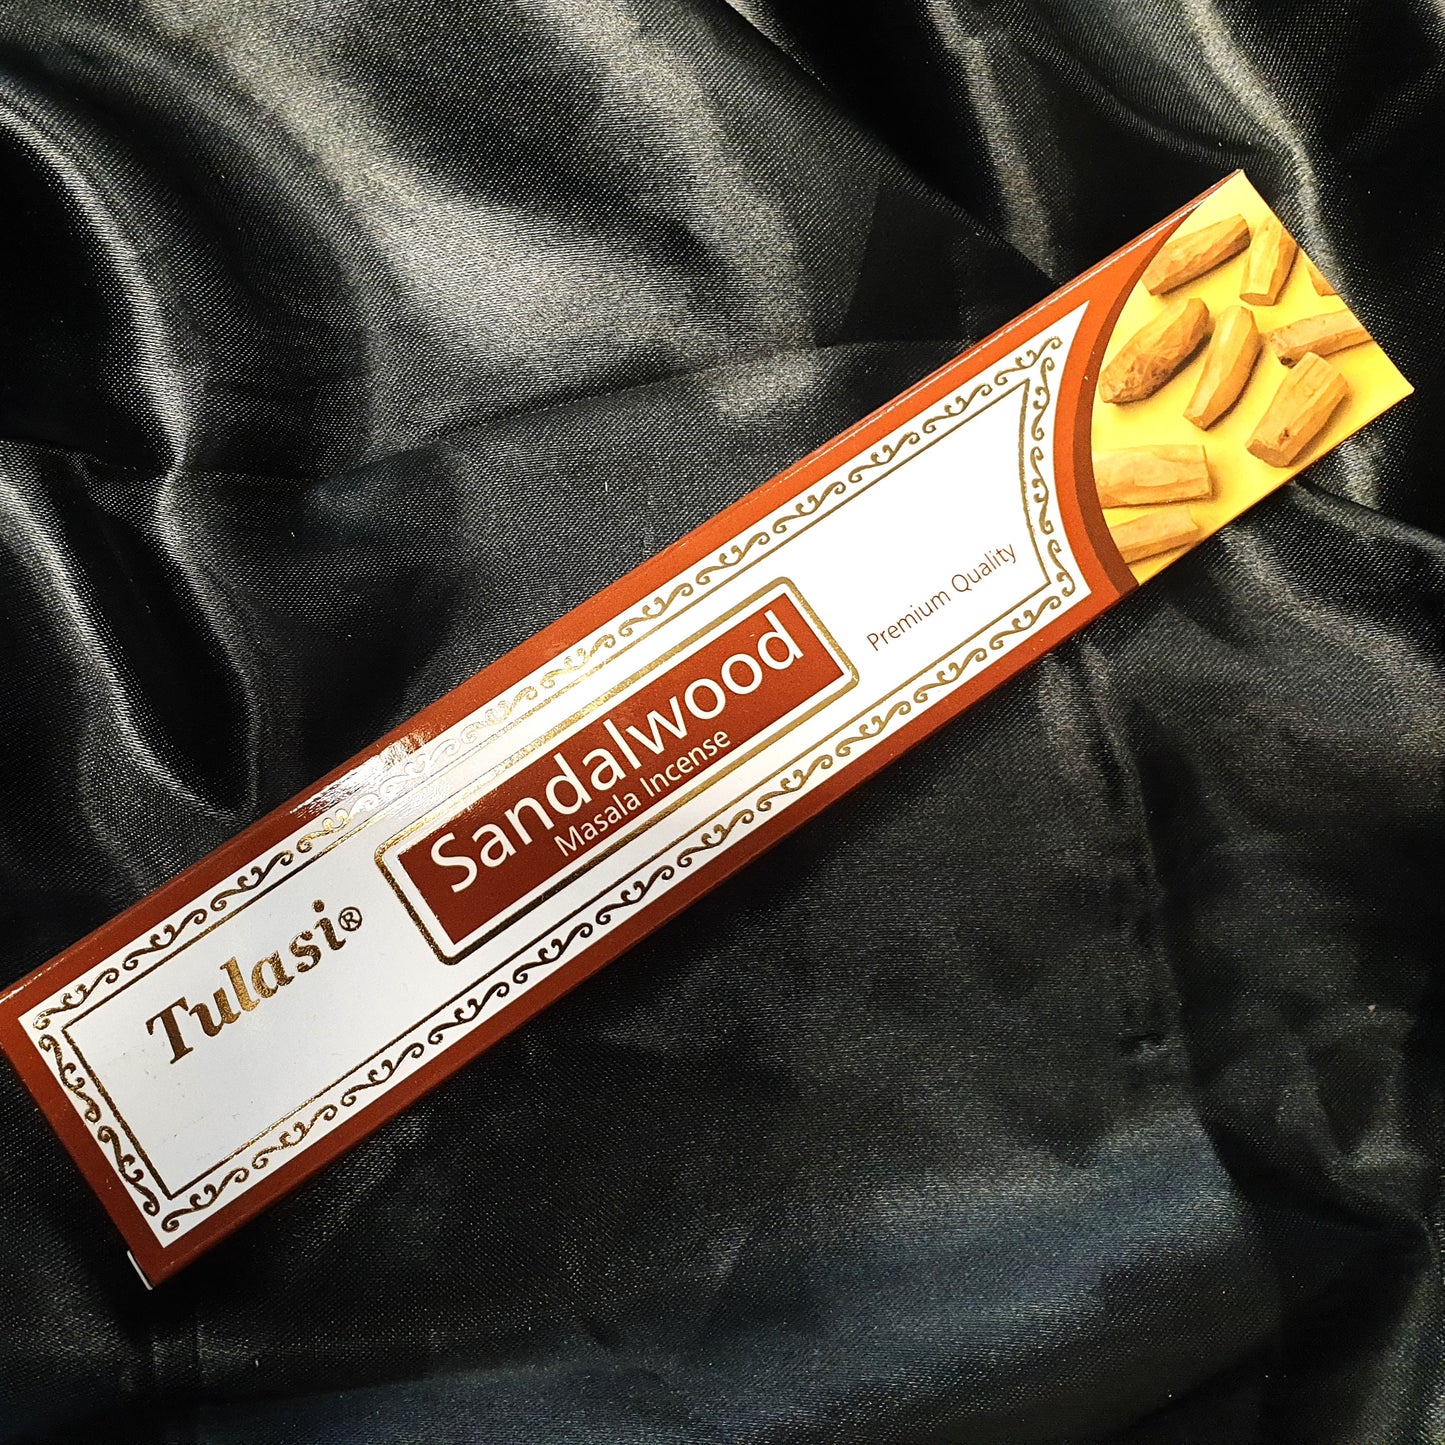 Tulasi®
Sandalwood
Masala Incense
Premium Quality